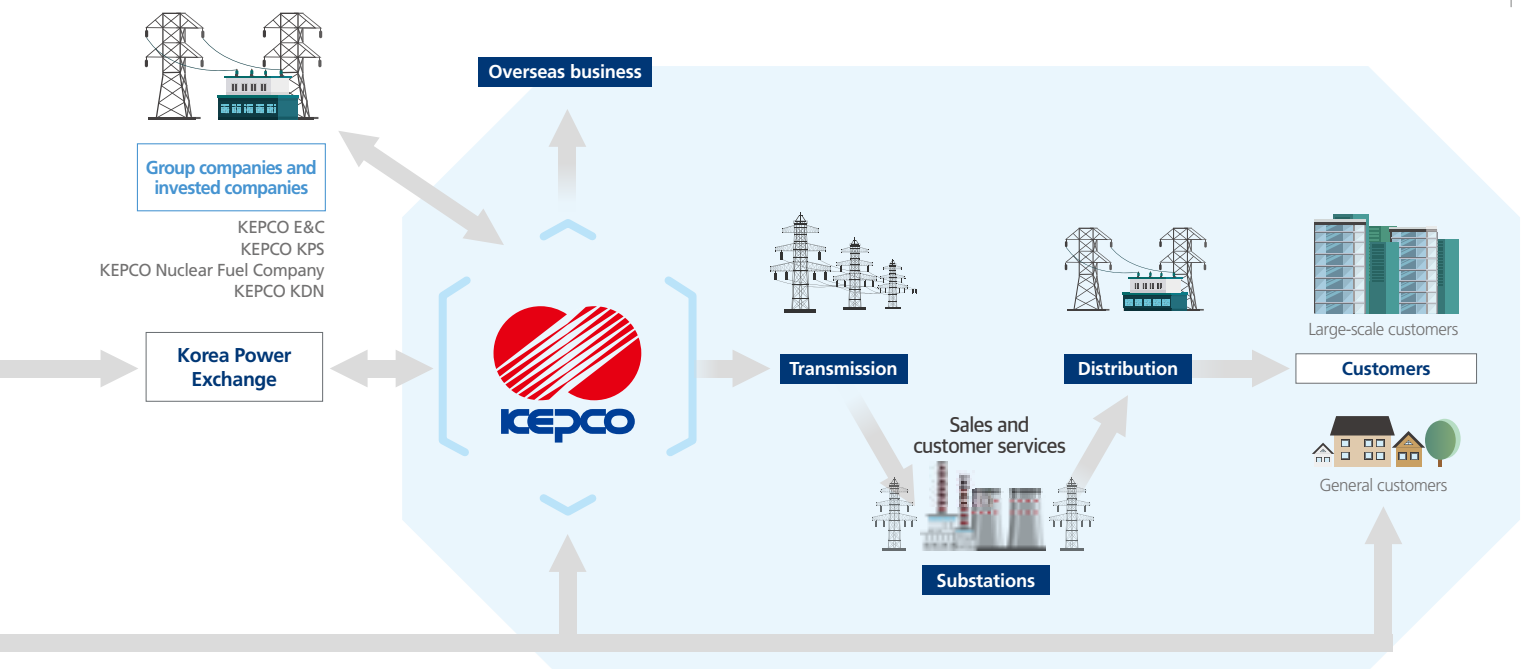 Overseas business
Group companies and
invested companies
KEPCO E&C
KEPCO KPS
KEPCO Nuclear Fuel Company
KEPCO KDN
Korea Power
Exchange
KEPCO
Transmission
Sales and
customer services
Substations
Distribution
Large-scale customers
Customers
General customers